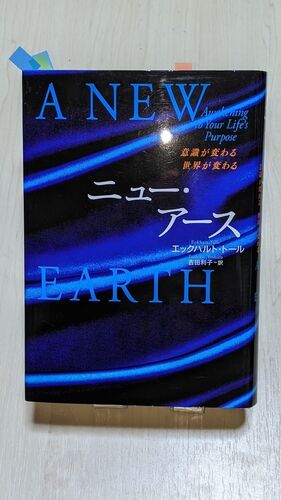 A NEW
Awakening
to Your Life's
Purpose
意識が変わる
世界が変わる
ニュー・
アース
Eckhart Tolle
エックハルト・トール
吉田利子=訳
EARTH